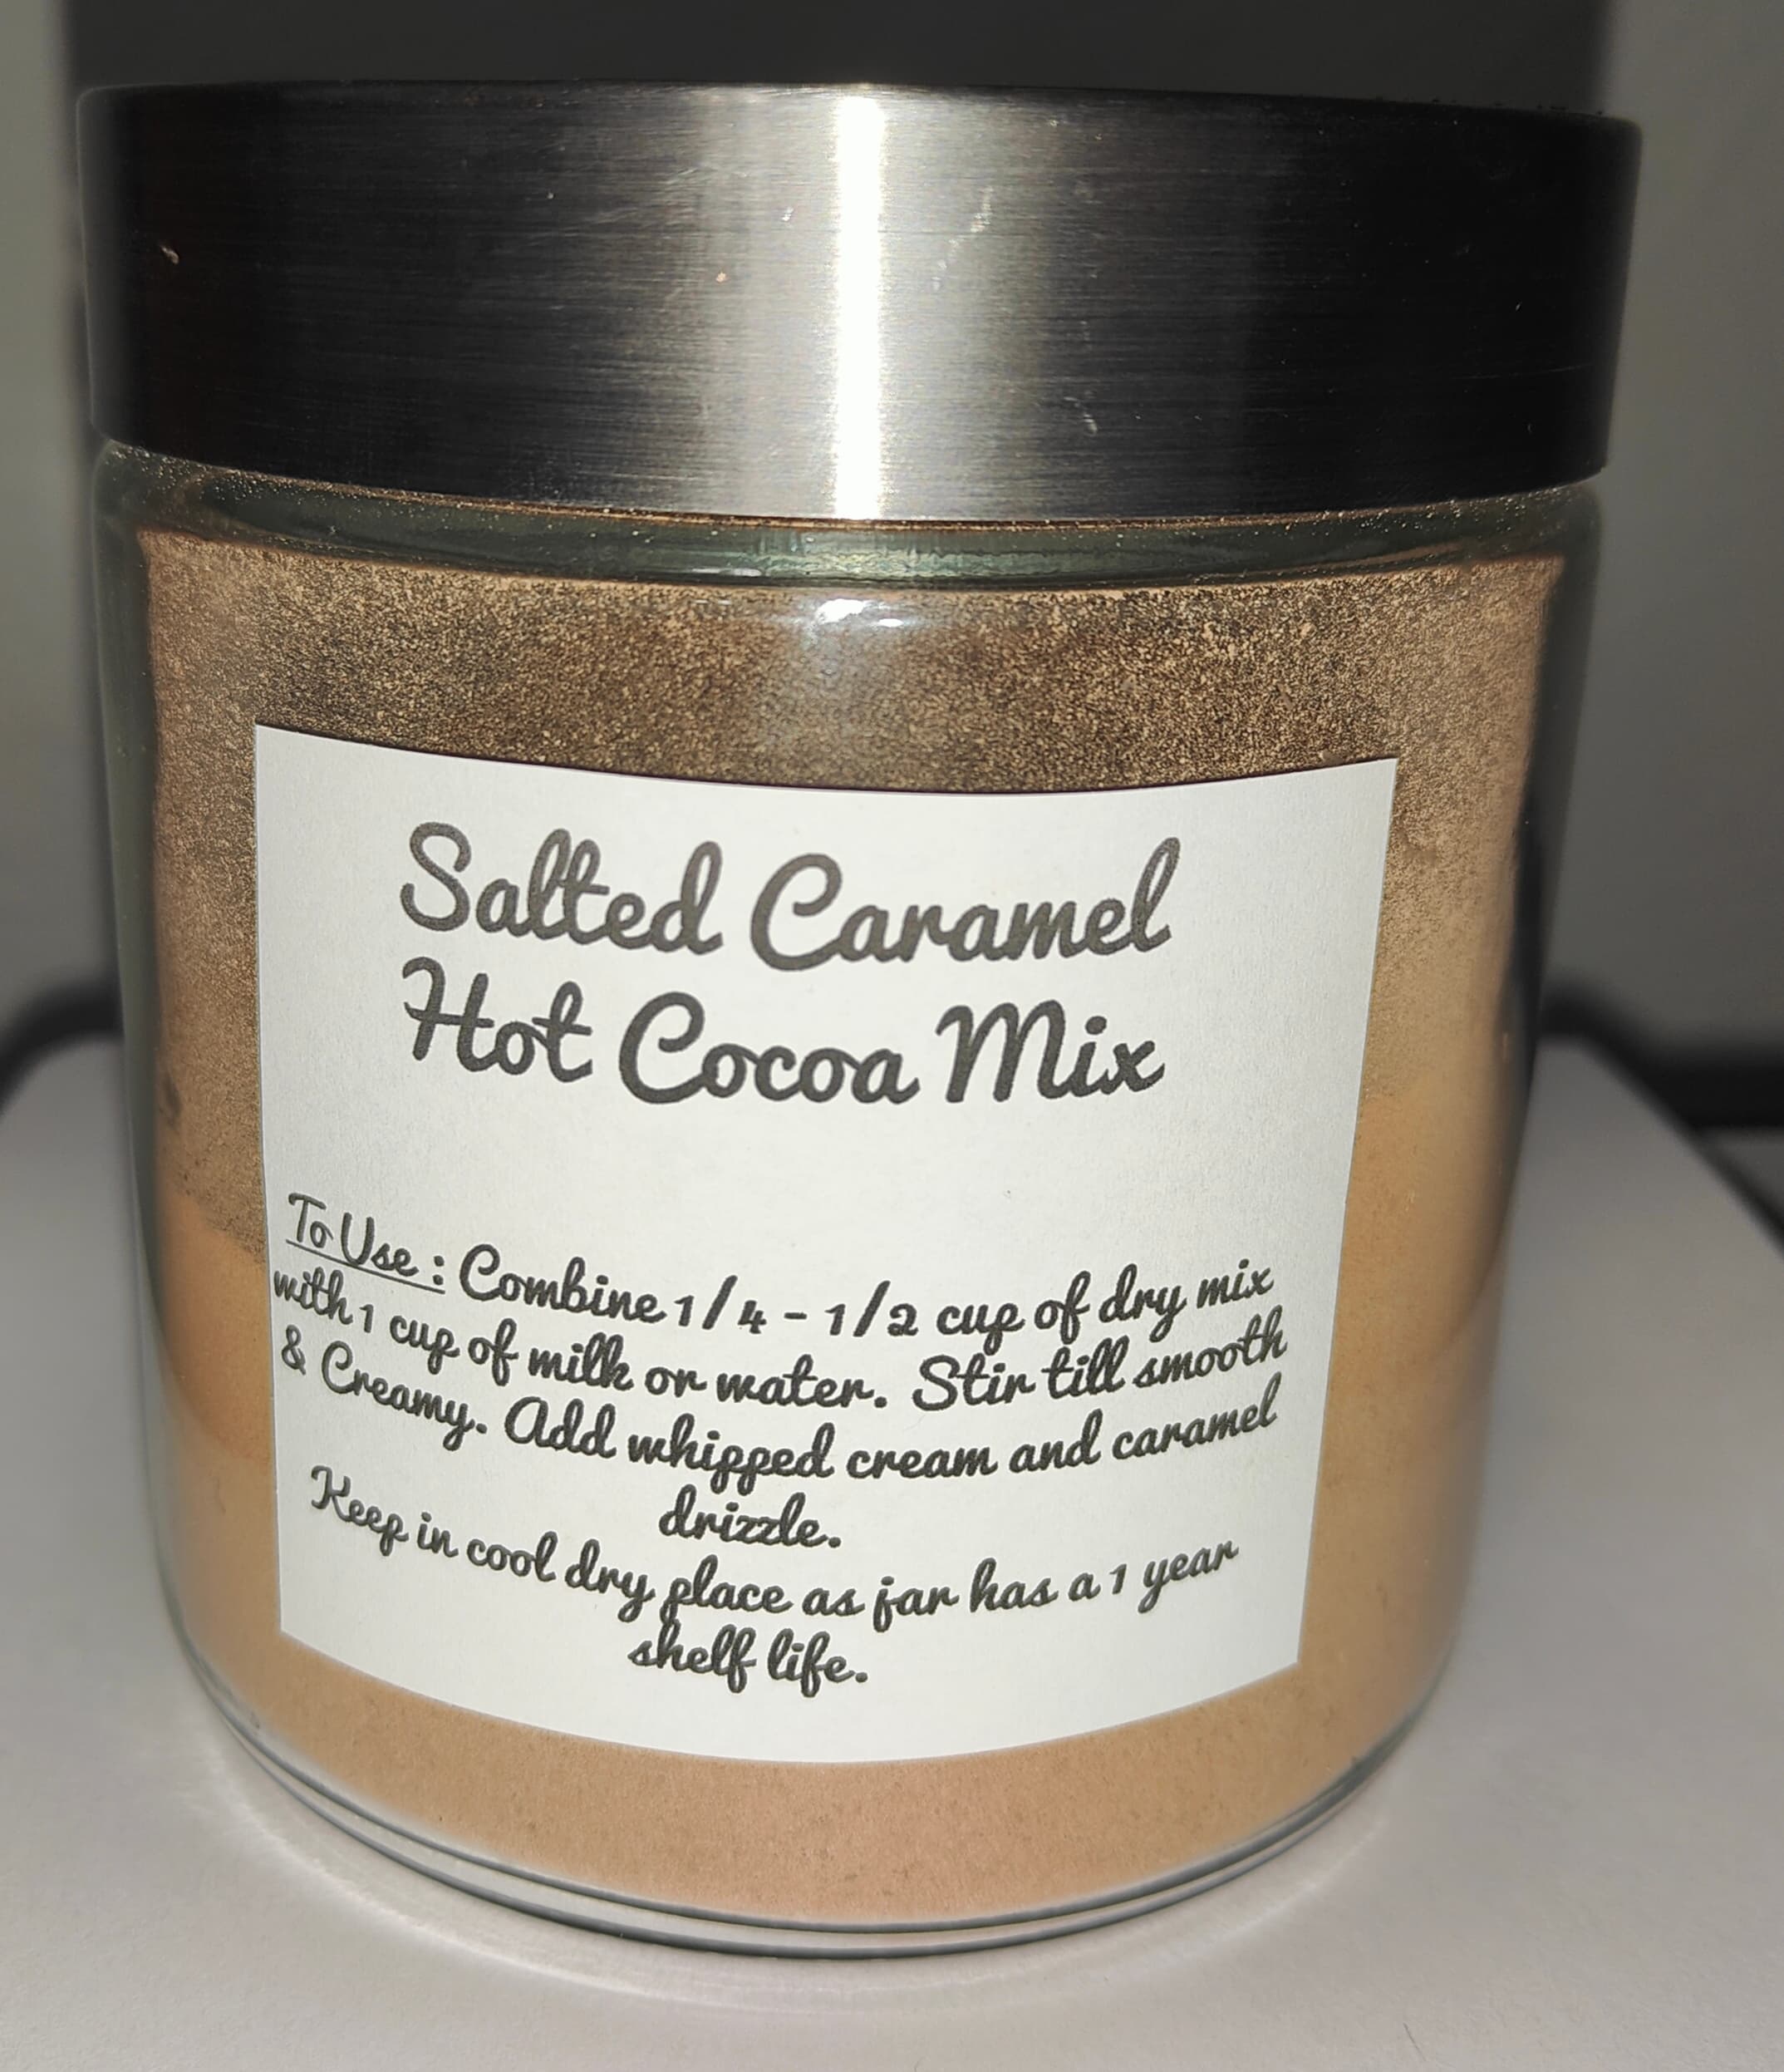 Salted Caramel
Hot Cocoa Mix
To Use : Combine 1/4 - 1/2 cup of dry mix
with 1 cup of milk or water. Stir till smooth
& Creamy. Add whipped cream and caramel
drizzle.
Keep in cool dry place as jar has a 1 year
shelf life.